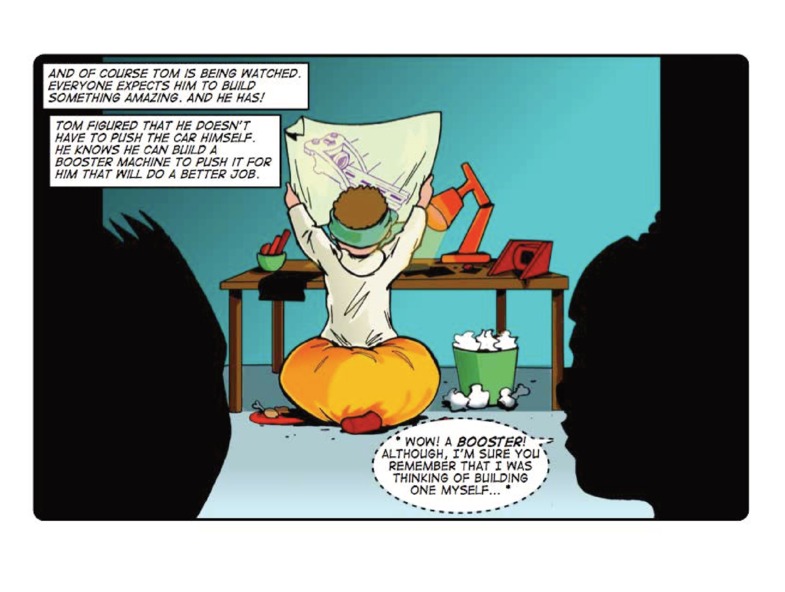 AND OF COURSE TOM IS BEING WATCHED.
EVERYONE EXPECTS HIM TO BUILD
SOMETHING AMAZING. AND HE HAS!
TOM FIGURED THAT HE DOESN'T
HAVE TO PUSH THE CAR HIMSELF.
HE KNOWS HE CAN BUILD A
BOOSTER MACHINE TO PUSH IT FOR
HIM THAT WILL DO A BETTER JOB.
" WOW! A BOOSTER!
ALTHOUGH, I'M SURE YOU
REMEMBER THAT I WAS
THINKING OF BUILDING
ONE MYSELF... "